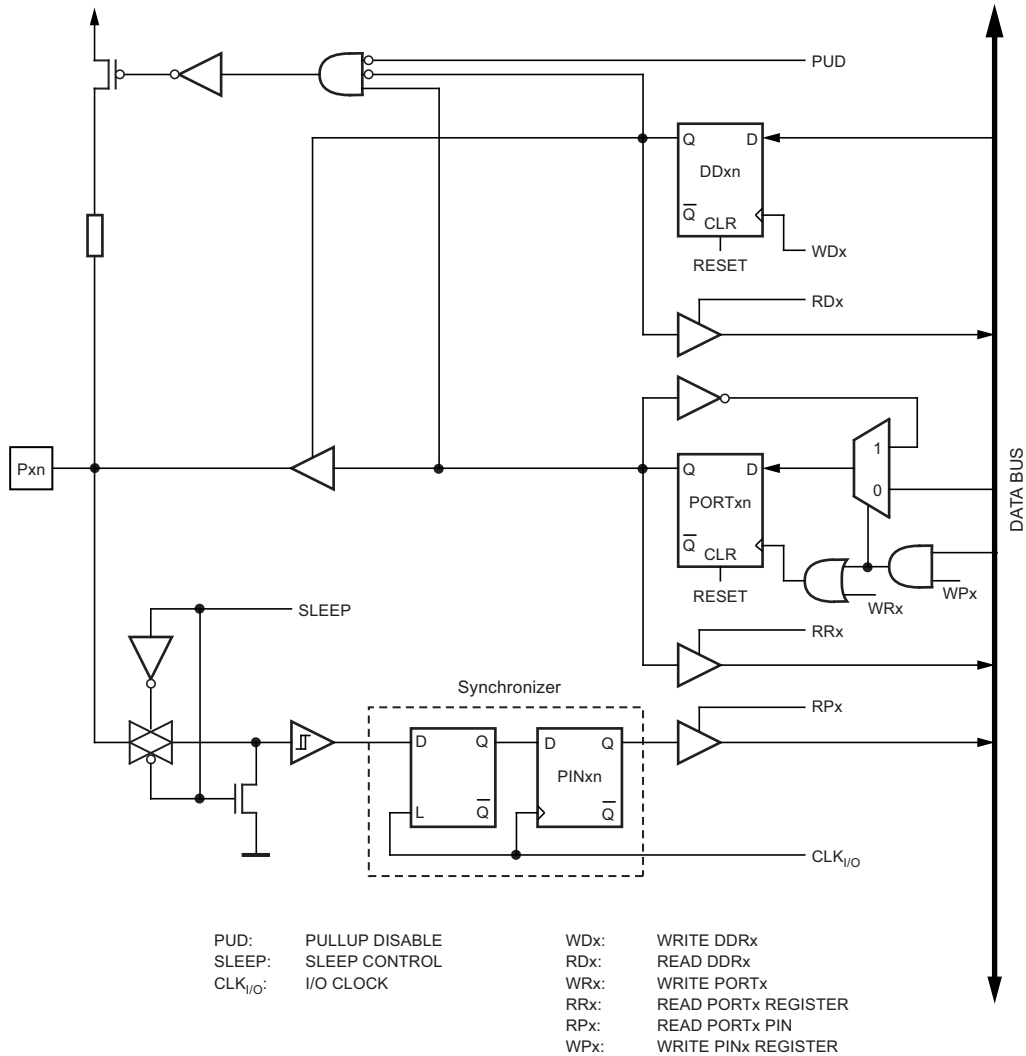 PUD
Q D
DDxn
Q
CLR
RESET
WDx
RDx
Pxn
1
0
Q D
PORTxn
Q
CLR
RESET
WRx
WPx
DATA BUS
SLEEP
RRx
Synchronizer
RPx
D Q
L Q
D Q
PINxn
Q
CLKI/O
PUD: PULLUP DISABLE
SLEEP: SLEEP CONTROL
CLKI/O: I/O CLOCK
WDx: WRITE DDRx
RDx: READ DDRx
WRx: WRITE PORTx
RRx: READ PORTx REGISTER
RPx: READ PORTx PIN
WPx: WRITE PINx REGISTER